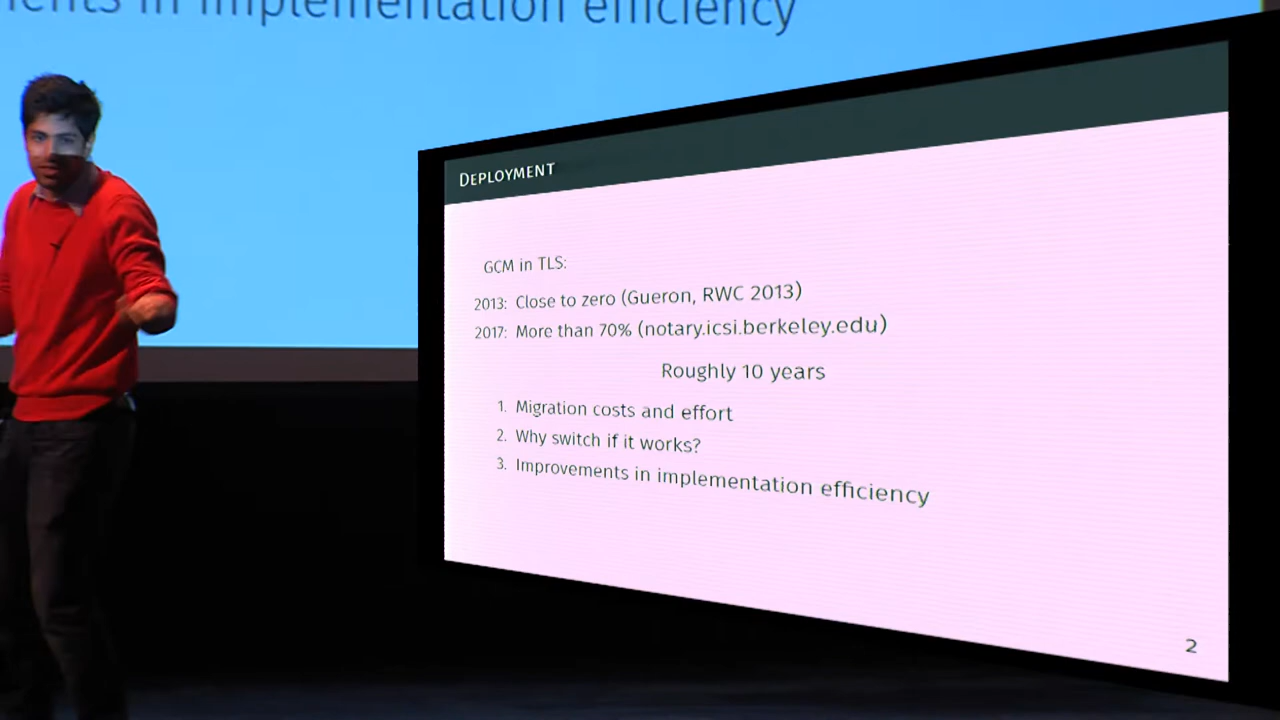 ments in implementation efficiency
DEPLOYMENT
GCM in TLS:
2013: Close to zero (Gueron, RWC 2013)
2017: More than 70% (notary.icsi.berkeley.edu)
Roughly 10 years
1. Migration costs and effort
2. Why switch if it works?
3. Improvements in implementation efficiency
2